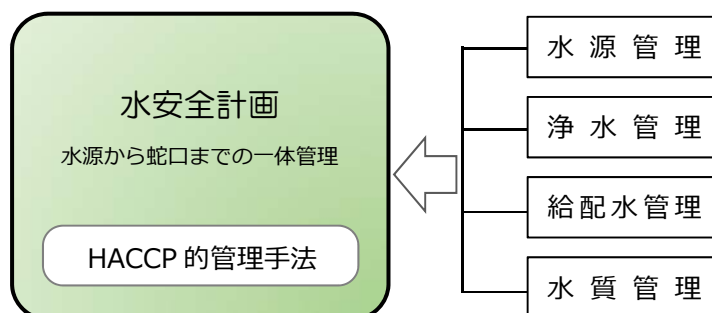 水安全計画
水源から蛇口までの一体管理
HACCP 的管理手法
水源管理
浄水管理
給配水管理
水質管理